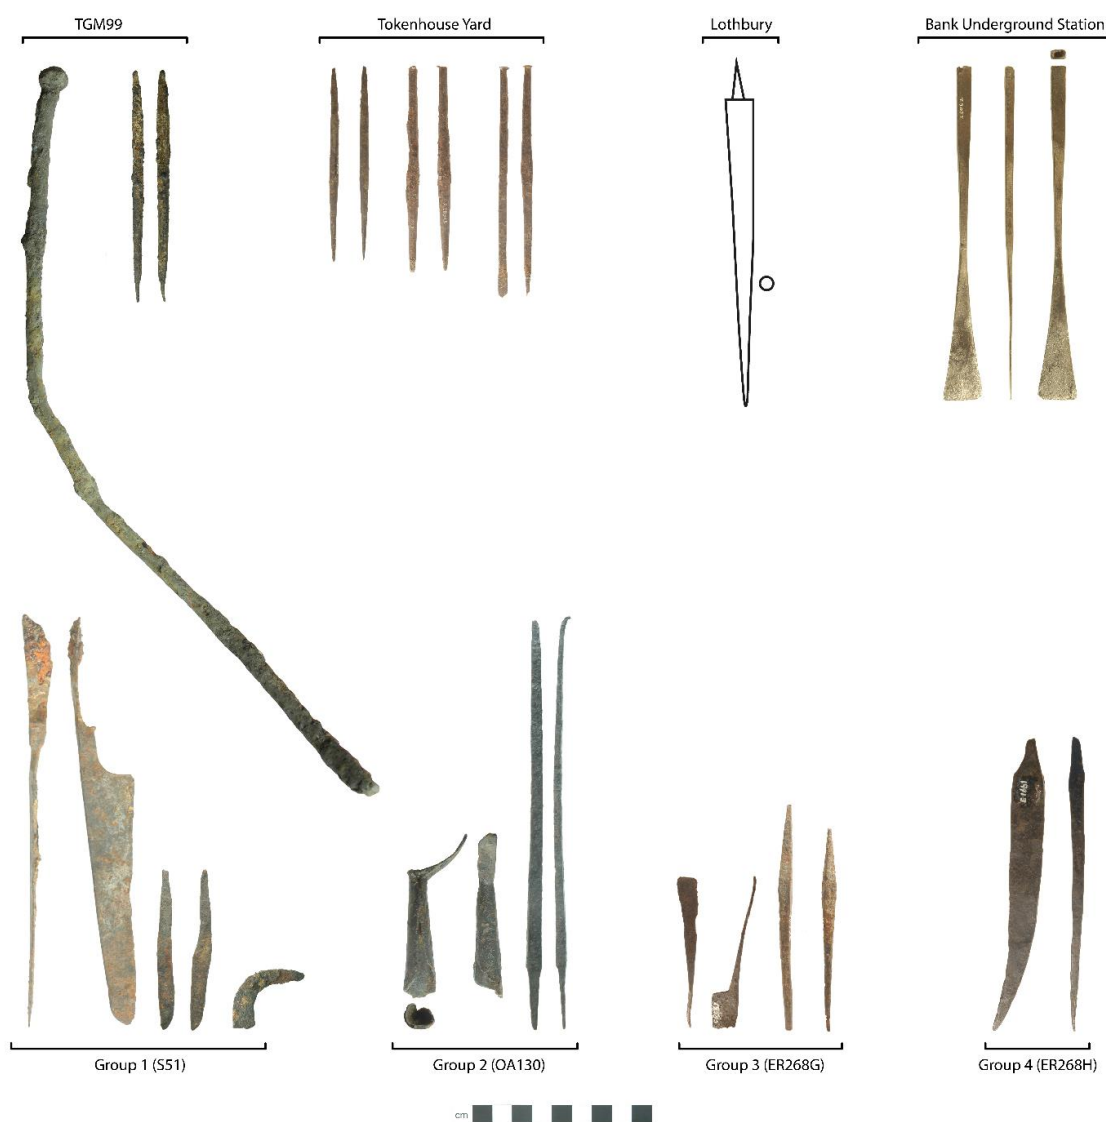 TGM99
Tokenhouse Yard
Lothbury
Bank Underground Station
Group 1 (S51)
Group 2 (OA130)
Group 3 (ER268G)
Group 4 (ER268H)
cm